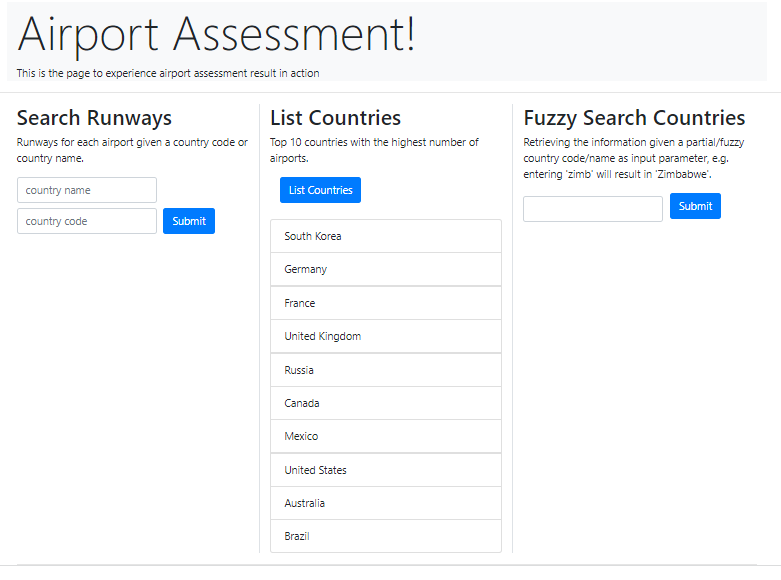 Airport Assessment!
This is the page to experience airport assessment result in action
Search Runways
Runways for each airport given a country code or
country name.
country name
country code
Submit
List Countries
Top 10 countries with the highest number of
airports.
List Countries
South Korea
Germany
France
United Kingdom
Russia
Canada
Mexico
United States
Australia
Brazil
Fuzzy Search Countries
Retrieving the information given a partial/fuzzy
country code/name as input parameter, e.g.
entering 'zimb' will result in 'Zimbabwe'.
Submit